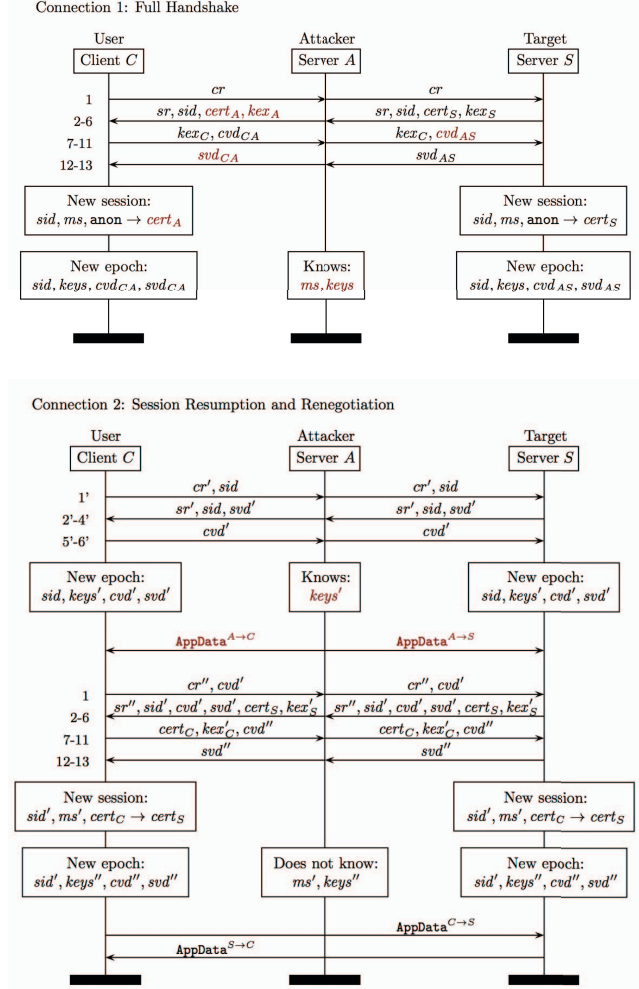 Connection 1: Full Handshake
User Attacker Target
Client C Server A Server S
1 cr cr
2-6 sr, sid, cert_A, kex_A sr, sid, cert_S, kex_S
7-11 kex_C, cvd_CA kex_C, cvd_AS
12-13 svd_CA svd_AS
New session: New session:
sid, ms, anon → cert_A sid, ms, anon → cert_S
New epoch: Knows: New epoch:
sid, keys, cvd_CA, svd_CA ms, keys sid, keys, cvd_AS, svd_AS
Connection 2: Session Resumption and Renegotiation
User Attacker Target
Client C Server A Server S
1' cr′, sid cr′, sid
2'-4' sr′, sid, svd′ sr′, sid, svd′
5'-6' cvd′ cvd′
New epoch: Knows: New epoch:
sid, keys′, cvd′, svd′ keys′ sid, keys′, cvd′, svd′
AppData^A→C AppData^A→S
1 cr″, cvd′ cr″, cvd′
2-6 sr″, sid′, cvd′, svd′, cert_S, kex′_S sr″, sid′, cvd′, svd′, cert_S, kex′_S
7-11 cert_C, kex′_C, cvd″ cert_C, kex′_C, cvd″
12-13 svd″ svd″
New session: New session:
sid′, ms′, cert_C → cert_S sid′, ms′, cert_C → cert_S
New epoch: Does not know: New epoch:
sid′, keys″, cvd″, svd″ ms′, keys″ sid′, keys″, cvd″, svd″
AppData^C→S
AppData^S→C